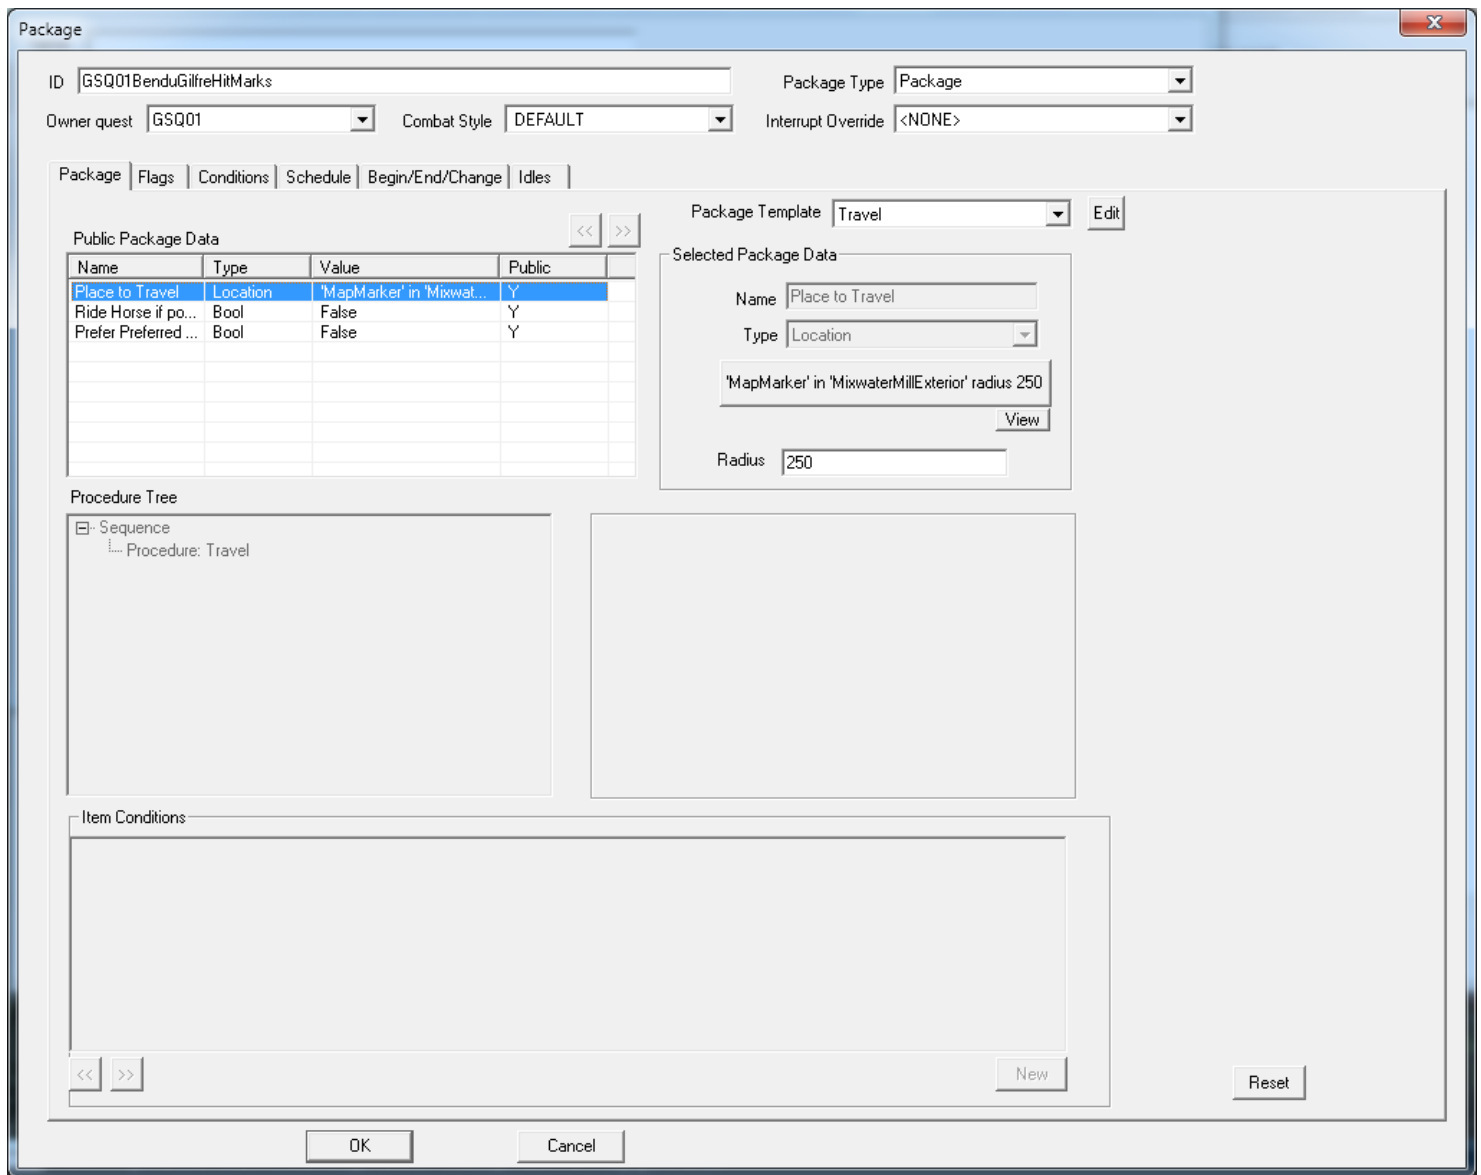 Package
ID GSQ01BenduGilfreHitMarks Package Type Package
Owner quest GSQ01 Combat Style DEFAULT Interrupt Override <NONE>
Package Flags Conditions Schedule Begin/End/Change Idles
Package Template Travel Edit
Public Package Data << >>
Selected Package Data
Name Type Value Public
Place to Travel Location 'MapMarker' in 'Mixwat... Y
Ride Horse if po... Bool False Y
Prefer Preferred ... Bool False Y
Name Place to Travel
Type Location
'MapMarker' in 'MixwaterMillExterior' radius 250
View
Radius 250
Procedure Tree
Sequence
Procedure: Travel
Item Conditions
<< >> New
Reset
OK Cancel